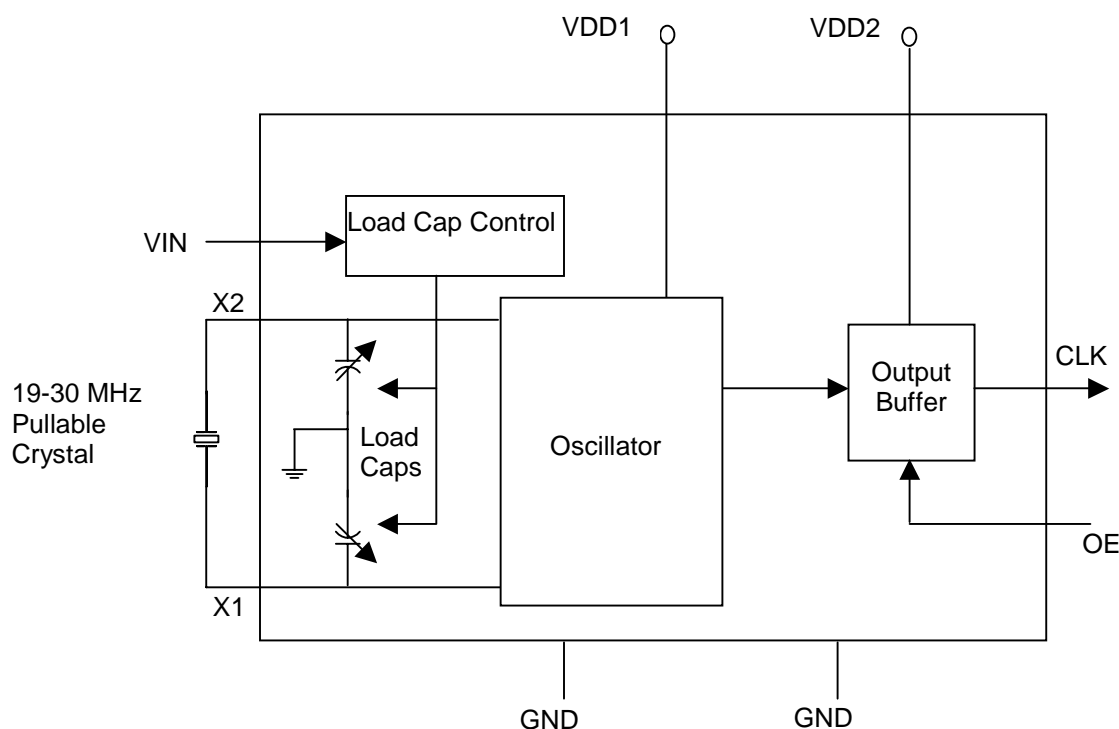 VDD1
VDD2
Load Cap Control
VIN
X2
CLK
Output
Buffer
19-30 MHz
Pullable
Crystal
Load
Caps
Oscillator
OE
X1
GND
GND